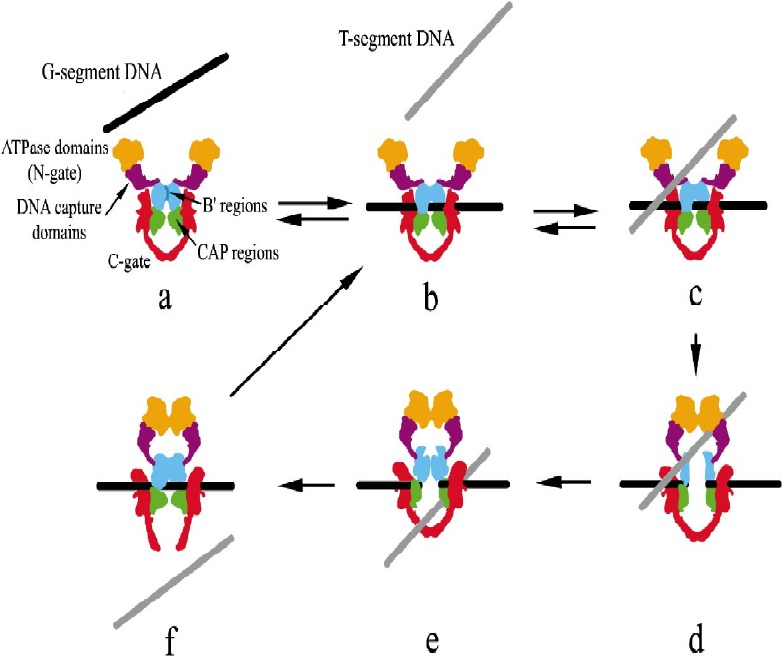 T-segment DNA
G-segment DNA
ATPase domains
(N-gate)
DNA capture
domains
B' regions
CAP regions
C-gate
a
b
c
f
e
d